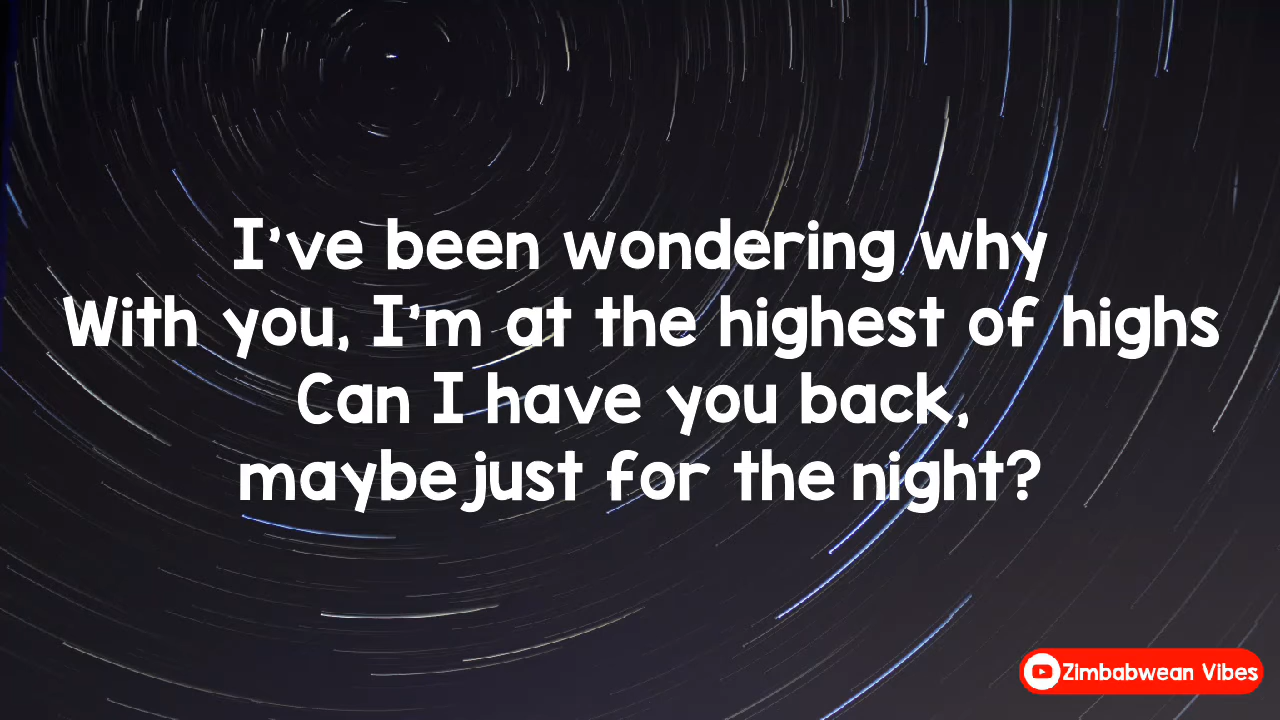 I've been wondering why
With you, I'm at the highest of highs
Can I have you back,
maybe just for the night?
Zimbabwean Vibes